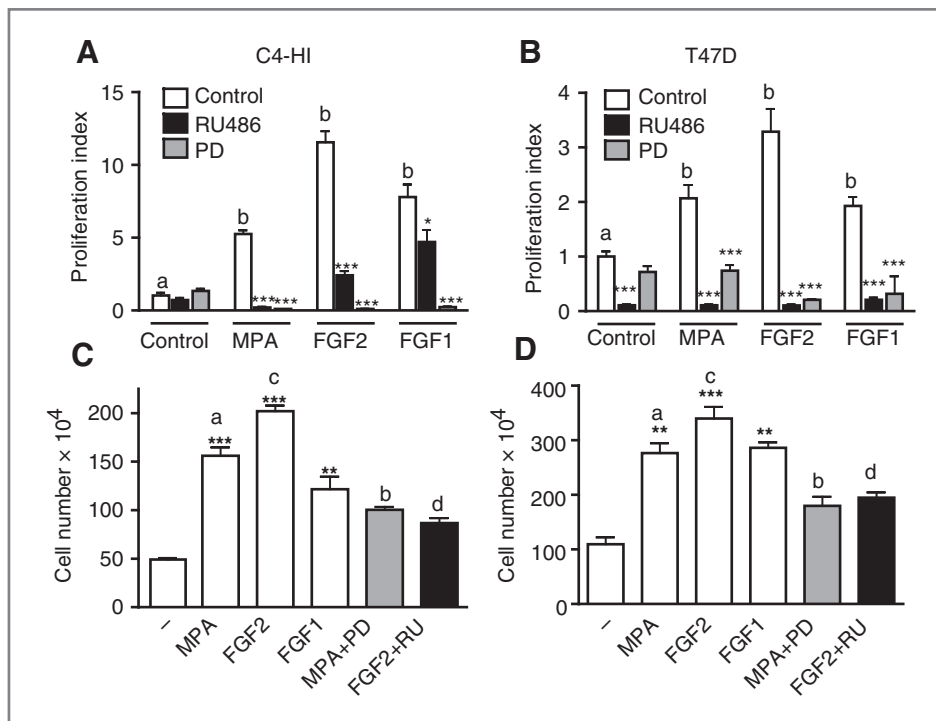 A
C4-HI
Proliferation index
15
10
5
0
Control
RU486
PD
a
b
*** ***
b
***
***
b
*
***
Control MPA FGF2 FGF1
B
T47D
Proliferation index
4
3
2
1
0
Control
RU486
PD
a
***
b
***
***
b
***
***
b
***
***
Control MPA FGF2 FGF1
C
Cell number × 10⁴
200
150
100
50
0
a
***
c
***
**
b
d
–
MPA
FGF2
FGF1
MPA+PD
FGF2+RU
D
Cell number × 10⁴
400
300
200
100
0
a
**
c
***
**
b
d
–
MPA
FGF2
FGF1
MPA+PD
FGF2+RU